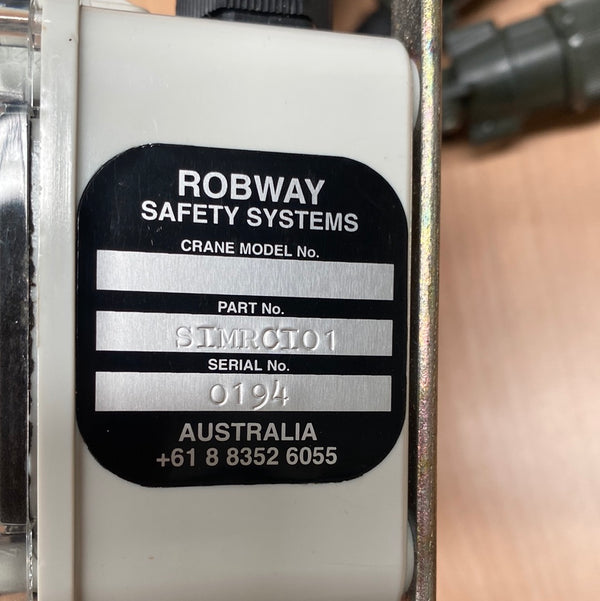 ROBWAY
SAFETY SYSTEMS
CRANE MODEL No.
PART No.
SIMRCI01
SERIAL No.
0194
AUSTRALIA
+61 8 8352 6055